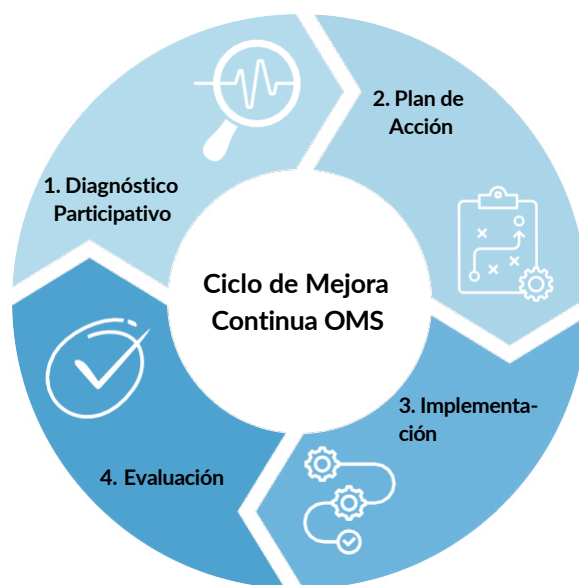 1. Diagnóstico
Participativo
2. Plan de
Acción
Ciclo de Mejora
Continua OMS
3. Implementa-
ción
4. Evaluación